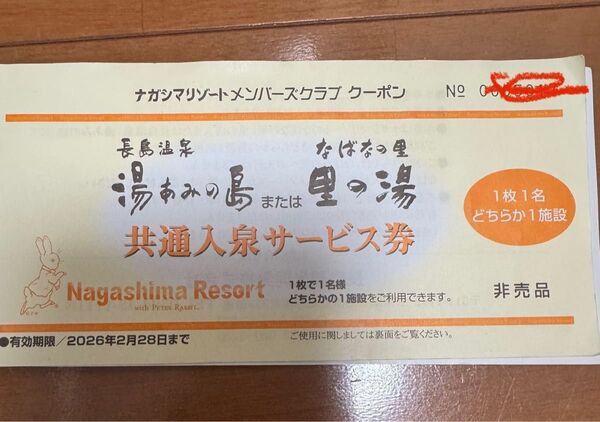 ナガシマリゾートメンバーズクラブ クーポン
No
長島温泉
湯あみの島
または
なばなの里
里の湯
1枚1名
どちらか1施設
共通入泉サービス券
Nagashima Resort
with PETER RABBIT
1枚で1名様
どちらかの1施設をご利用できます。
非売品
ご使用に関しましては裏面をご覧ください。
●有効期限/2026年2月28日まで